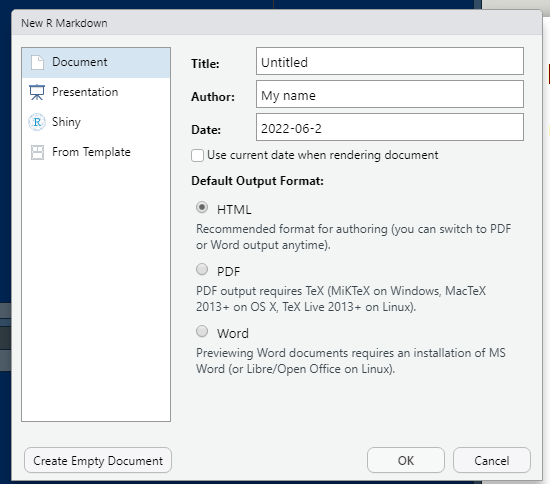 New R Markdown
Document
Presentation
R Shiny
From Template
Title: Untitled
Author: My name
Date: 2022-06-2
Use current date when rendering document
Default Output Format:
HTML
Recommended format for authoring (you can switch to PDF
or Word output anytime).
PDF
PDF output requires TeX (MiKTeX on Windows, MacTeX
2013+ on OS X, TeX Live 2013+ on Linux).
Word
Previewing Word documents requires an installation of MS
Word (or Libre/Open Office on Linux).
Create Empty Document
OK
Cancel